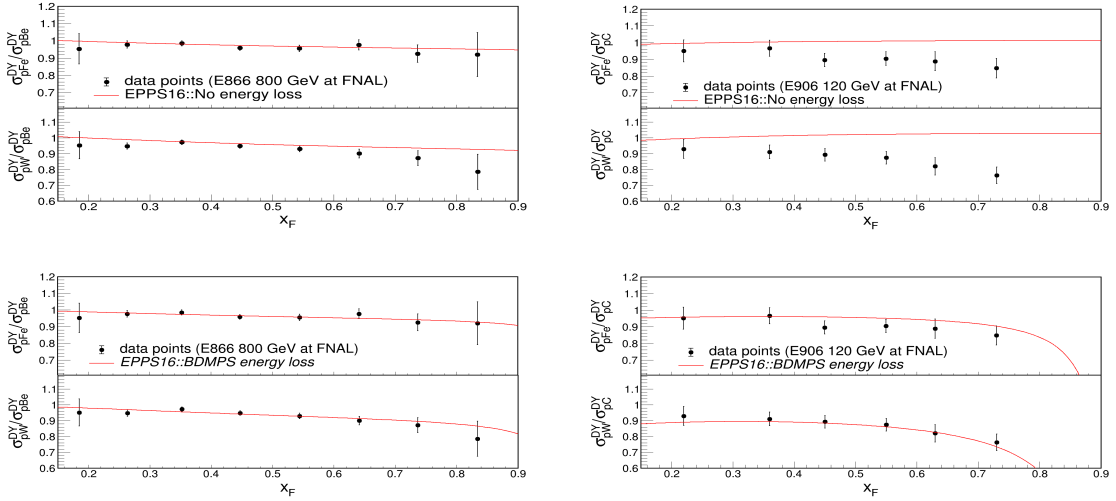 1.2
1.1
1
0.9
0.8
0.7
σ^DY_pFe/σ^DY_pBe
data points (E866 800 GeV at FNAL)
EPPS16::No energy loss
1.1
1
0.9
0.8
0.7
0.6
σ^DY_pW/σ^DY_pBe
0.2 0.3 0.4 0.5 0.6 0.7 0.8 0.9
x_F
1.2
1.1
1
0.9
0.8
0.7
σ^DY_pFe/σ^DY_pC
data points (E906 120 GeV at FNAL)
EPPS16::No energy loss
1.1
1
0.9
0.8
0.7
0.6
σ^DY_pW/σ^DY_pC
0.2 0.3 0.4 0.5 0.6 0.7 0.8 0.9
x_F
1.2
1.1
1
0.9
0.8
0.7
σ^DY_pFe/σ^DY_pBe
data points (E866 800 GeV at FNAL)
EPPS16::BDMPS energy loss
1.1
1
0.9
0.8
0.7
0.6
σ^DY_pW/σ^DY_pBe
0.2 0.3 0.4 0.5 0.6 0.7 0.8 0.9
x_F
1.2
1.1
1
0.9
0.8
0.7
σ^DY_pFe/σ^DY_pC
data points (E906 120 GeV at FNAL)
EPPS16::BDMPS energy loss
1.1
1
0.9
0.8
0.7
0.6
σ^DY_pW/σ^DY_pC
0.2 0.3 0.4 0.5 0.6 0.7 0.8 0.9
x_F